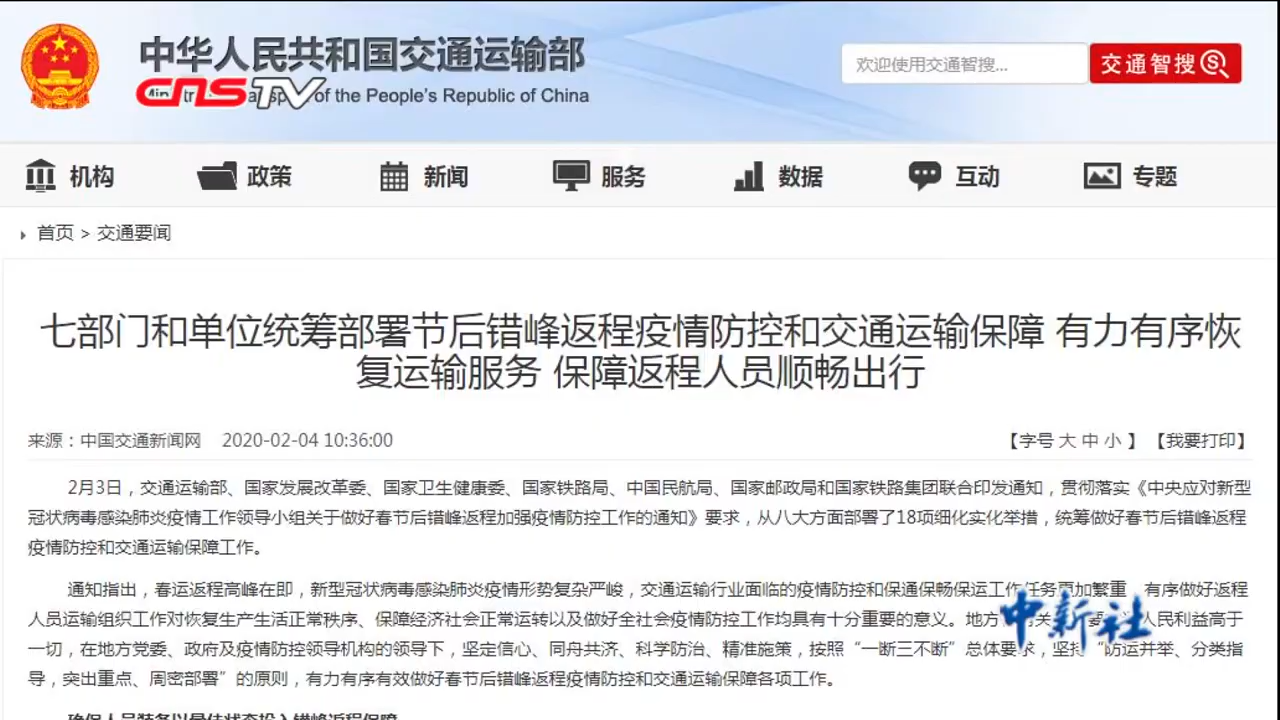 中华人民共和国交通运输部
CNSTV
of the People's Republic of China
欢迎使用交通智搜...
交通智搜
机构 政策 新闻 服务 数据 互动 专题
首页 > 交通要闻
七部门和单位统筹部署节后错峰返程疫情防控和交通运输保障 有力有序恢
复运输服务 保障返程人员顺畅出行
来源：中国交通新闻网 2020-02-04 10:36:00 【字号 大 中 小 】 【我要打印】
2月3日，交通运输部、国家发展改革委、国家卫生健康委、国家铁路局、中国民航局、国家邮政局和国家铁路集团联合印发通知，贯彻落实《中央应对新型
冠状病毒感染肺炎疫情工作领导小组关于做好春节后错峰返程加强疫情防控工作的通知》要求，从八大方面部署了18项细化实化举措，统筹做好春节后错峰返程
疫情防控和交通运输保障工作。
通知指出，春运返程高峰在即，新型冠状病毒感染肺炎疫情形势复杂严峻，交通运输行业面临的疫情防控和保通保畅保运工作任务更加繁重，有序做好返程
人员运输组织工作对恢复生产生活正常秩序、保障经济社会正常运转以及做好全社会疫情防控工作均具有十分重要的意义。地方 关 要 人民利益高于
中新社
一切，在地方党委、政府及疫情防控领导机构的领导下，坚定信心、同舟共济、科学防治、精准施策，按照“一断三不断”总体要求，坚持“防运并举、分类指
导，突出重点、周密部署”的原则，有力有序有效做好春节后错峰返程疫情防控和交通运输保障各项工作。
确保人员装备以最佳状态投入错峰返程保障